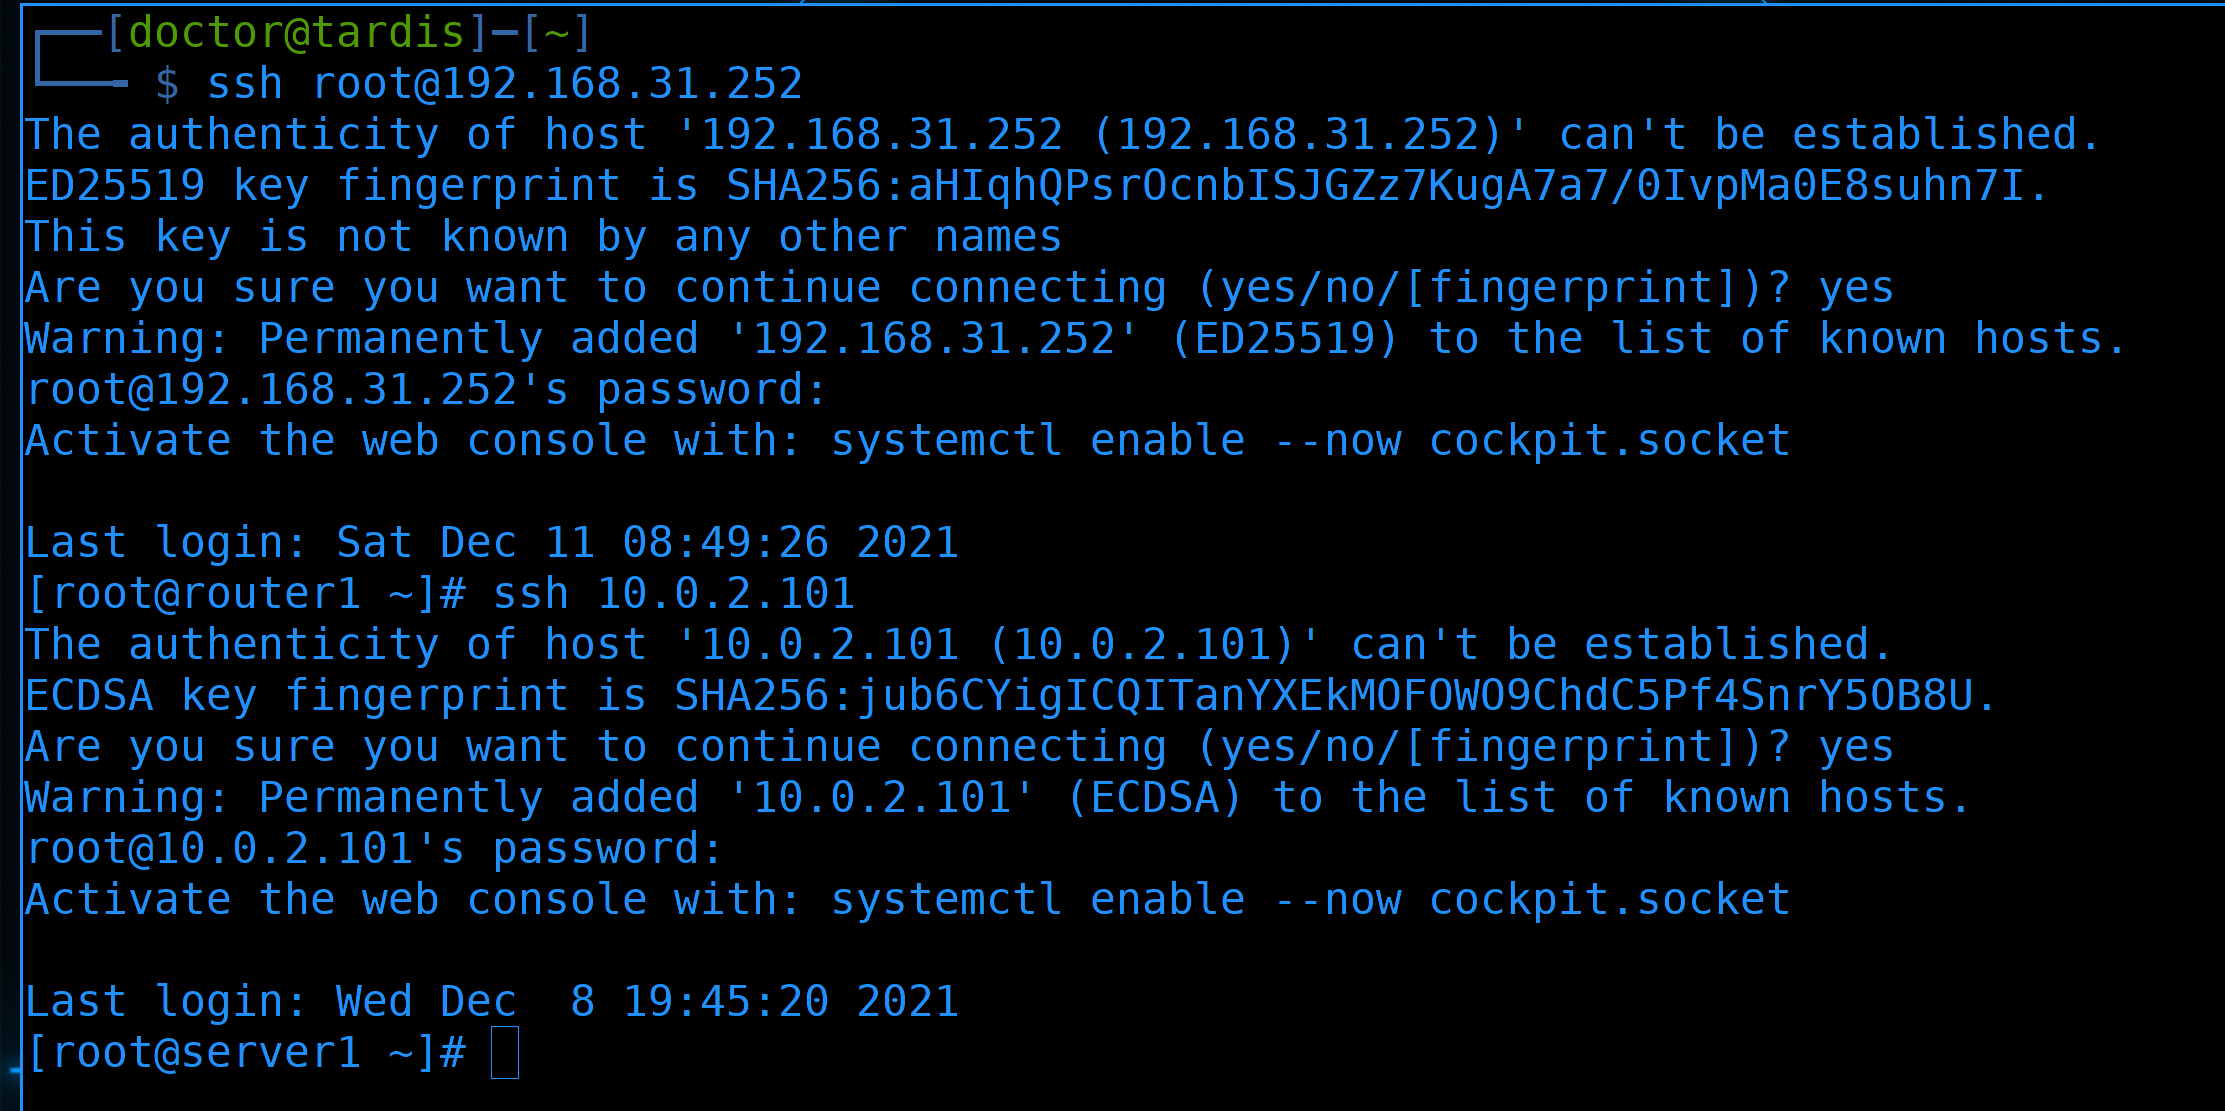 ┌──[doctor@tardis]─[~]
└──╼ $ ssh root@192.168.31.252
The authenticity of host '192.168.31.252 (192.168.31.252)' can't be established.
ED25519 key fingerprint is SHA256:aHIqhQPsrOcnbISJGZz7KugA7a7/0IvpMa0E8suhn7I.
This key is not known by any other names
Are you sure you want to continue connecting (yes/no/[fingerprint])? yes
Warning: Permanently added '192.168.31.252' (ED25519) to the list of known hosts.
root@192.168.31.252's password:
Activate the web console with: systemctl enable --now cockpit.socket

Last login: Sat Dec 11 08:49:26 2021
[root@router1 ~]# ssh 10.0.2.101
The authenticity of host '10.0.2.101 (10.0.2.101)' can't be established.
ECDSA key fingerprint is SHA256:jub6CYigICQITanYXEkMOFOWO9ChdC5Pf4SnrY5OB8U.
Are you sure you want to continue connecting (yes/no/[fingerprint])? yes
Warning: Permanently added '10.0.2.101' (ECDSA) to the list of known hosts.
root@10.0.2.101's password:
Activate the web console with: systemctl enable --now cockpit.socket

Last login: Wed Dec  8 19:45:20 2021
[root@server1 ~]#